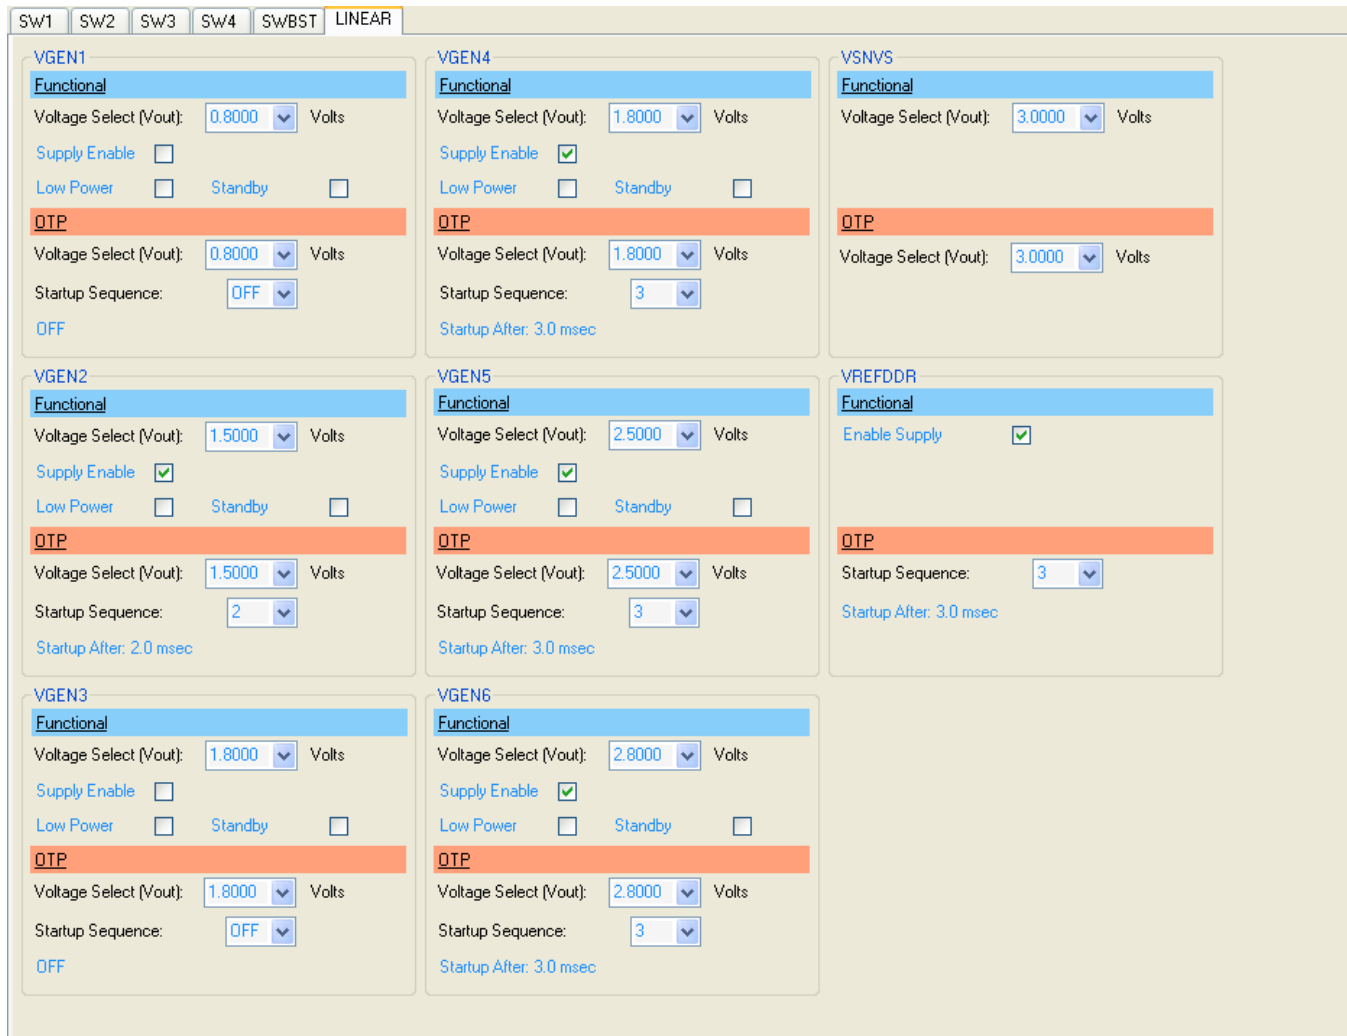 SW1 SW2 SW3 SW4 SWBST LINEAR
VGEN1
Functional
Voltage Select (Vout): 0.8000 Volts
Supply Enable
Low Power Standby
OTP
Voltage Select (Vout): 0.8000 Volts
Startup Sequence: OFF
OFF
VGEN2
Functional
Voltage Select (Vout): 1.5000 Volts
Supply Enable
Low Power Standby
OTP
Voltage Select (Vout): 1.5000 Volts
Startup Sequence: 2
Startup After: 2.0 msec
VGEN3
Functional
Voltage Select (Vout): 1.8000 Volts
Supply Enable
Low Power Standby
OTP
Voltage Select (Vout): 1.8000 Volts
Startup Sequence: OFF
OFF
VGEN4
Functional
Voltage Select (Vout): 1.8000 Volts
Supply Enable
Low Power Standby
OTP
Voltage Select (Vout): 1.8000 Volts
Startup Sequence: 3
Startup After: 3.0 msec
VGEN5
Functional
Voltage Select (Vout): 2.5000 Volts
Supply Enable
Low Power Standby
OTP
Voltage Select (Vout): 2.5000 Volts
Startup Sequence: 3
Startup After: 3.0 msec
VGEN6
Functional
Voltage Select (Vout): 2.8000 Volts
Supply Enable
Low Power Standby
OTP
Voltage Select (Vout): 2.8000 Volts
Startup Sequence: 3
Startup After: 3.0 msec
VSNVS
Functional
Voltage Select (Vout): 3.0000 Volts
OTP
Voltage Select (Vout): 3.0000 Volts
VREFDDR
Functional
Enable Supply
OTP
Startup Sequence: 3
Startup After: 3.0 msec